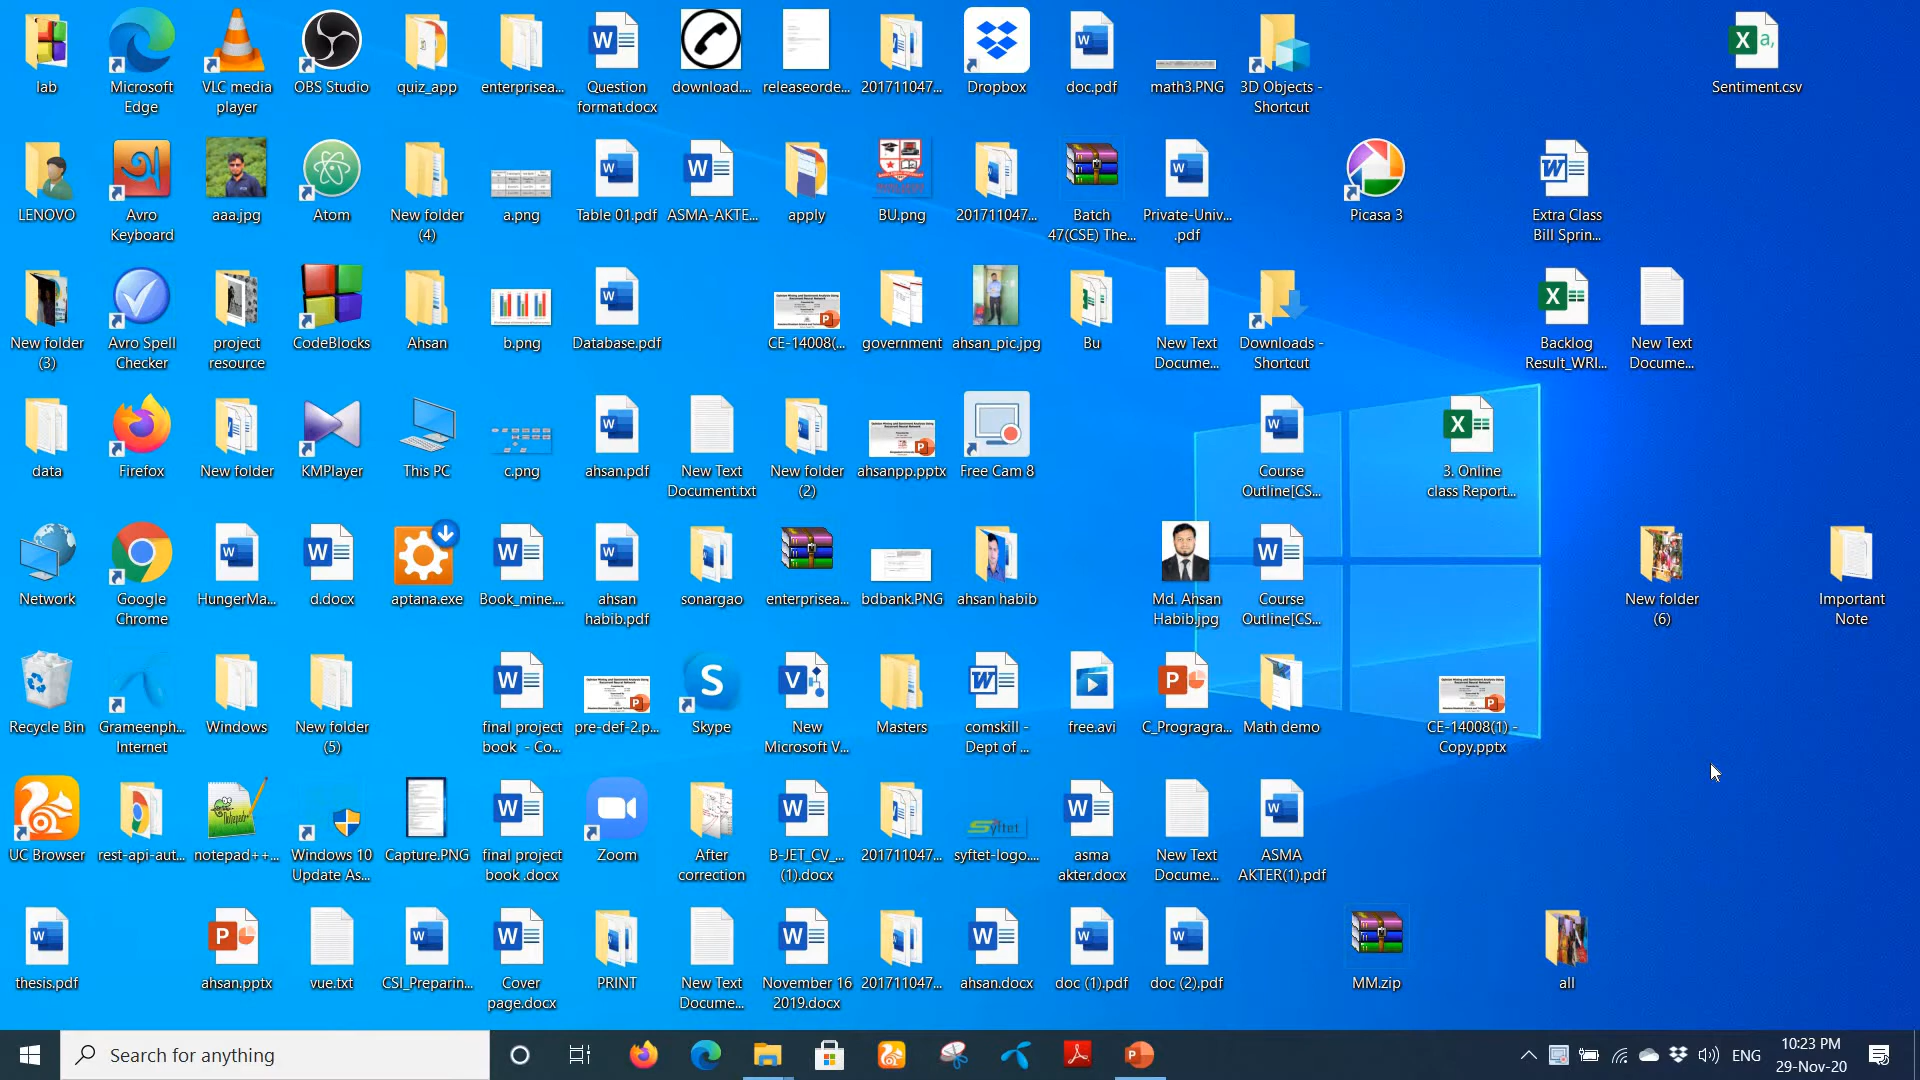 lab
Microsoft
Edge
VLC media
player
OBS Studio
quiz_app
enterprisea...
Question
format.docx
download....
releaseorde...
201711047...
Dropbox
doc.pdf
math3.PNG
3D Objects -
Shortcut
Sentiment.csv
LENOVO
Avro
Keyboard
aaa.jpg
Atom
New folder
(4)
a.png
Table 01.pdf
ASMA-AKTE...
apply
BU.png
201711047...
Batch
47(CSE) The...
Private-Univ...
.pdf
Picasa 3
Extra Class
Bill Sprin...
New folder
(3)
Avro Spell
Checker
project
resource
CodeBlocks
Ahsan
b.png
Database.pdf
CE-14008(...
government
ahsan_pic.jpg
Bu
New Text
Docume...
Downloads -
Shortcut
Backlog
Result_WRI...
New Text
Docume...
data
Firefox
New folder
KMPlayer
This PC
c.png
ahsan.pdf
New Text
Document.txt
New folder
(2)
ahsanpp.pptx
Free Cam 8
Course
Outline[CS...
3. Online
class Report...
Network
Google
Chrome
HungerMa...
d.docx
aptana.exe
Book_mine....
ahsan
habib.pdf
sonargao
enterprisea...
bdbank.PNG
ahsan habib
Md. Ahsan
Habib.jpg
Course
Outline[CS...
New folder
(6)
Important
Note
Recycle Bin
Grameenph...
Internet
Windows
New folder
(5)
final project
book - Co...
pre-def-2.p...
Skype
New
Microsoft V...
Masters
comskill -
Dept of ...
free.avi
C_Progragra...
Math demo
CE-14008(1) -
Copy.pptx
UC Browser
rest-api-aut...
notepad++...
Windows 10
Update As...
Capture.PNG
final project
book .docx
Zoom
After
correction
B-JET_CV_...
(1).docx
201711047...
syftet-logo....
asma
akter.docx
New Text
Docume...
ASMA
AKTER(1).pdf
thesis.pdf
ahsan.pptx
vue.txt
CSI_Preparin...
Cover
page.docx
PRINT
New Text
Docume...
November 16
2019.docx
201711047...
ahsan.docx
doc (1).pdf
doc (2).pdf
MM.zip
all
Search for anything
ENG
10:23 PM
29-Nov-20